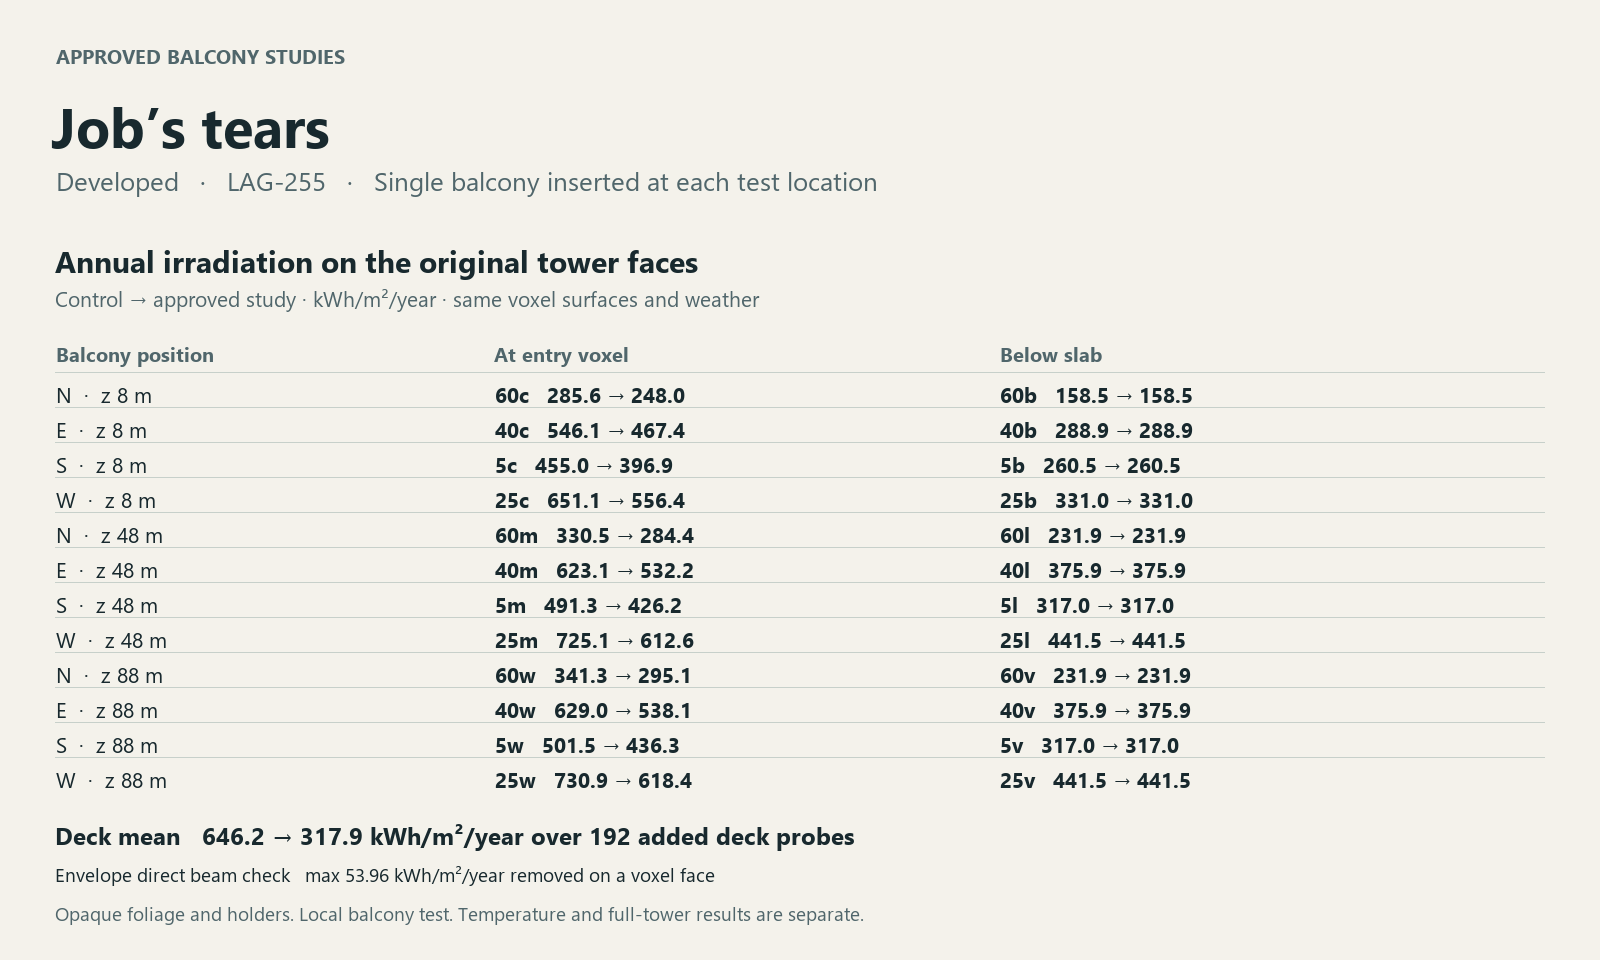 APPROVED BALCONY STUDIES
Job’s tears
Developed · LAG-255 · Single balcony inserted at each test location
Annual irradiation on the original tower faces
Control → approved study · kWh/m²/year · same voxel surfaces and weather
Balcony position At entry voxel Below slab
N · z 8 m 60c 285.6 → 248.0 60b 158.5 → 158.5
E · z 8 m 40c 546.1 → 467.4 40b 288.9 → 288.9
S · z 8 m 5c 455.0 → 396.9 5b 260.5 → 260.5
W · z 8 m 25c 651.1 → 556.4 25b 331.0 → 331.0
N · z 48 m 60m 330.5 → 284.4 60l 231.9 → 231.9
E · z 48 m 40m 623.1 → 532.2 40l 375.9 → 375.9
S · z 48 m 5m 491.3 → 426.2 5l 317.0 → 317.0
W · z 48 m 25m 725.1 → 612.6 25l 441.5 → 441.5
N · z 88 m 60w 341.3 → 295.1 60v 231.9 → 231.9
E · z 88 m 40w 629.0 → 538.1 40v 375.9 → 375.9
S · z 88 m 5w 501.5 → 436.3 5v 317.0 → 317.0
W · z 88 m 25w 730.9 → 618.4 25v 441.5 → 441.5
Deck mean 646.2 → 317.9 kWh/m²/year over 192 added deck probes
Envelope direct beam check max 53.96 kWh/m²/year removed on a voxel face
Opaque foliage and holders. Local balcony test. Temperature and full-tower results are separate.